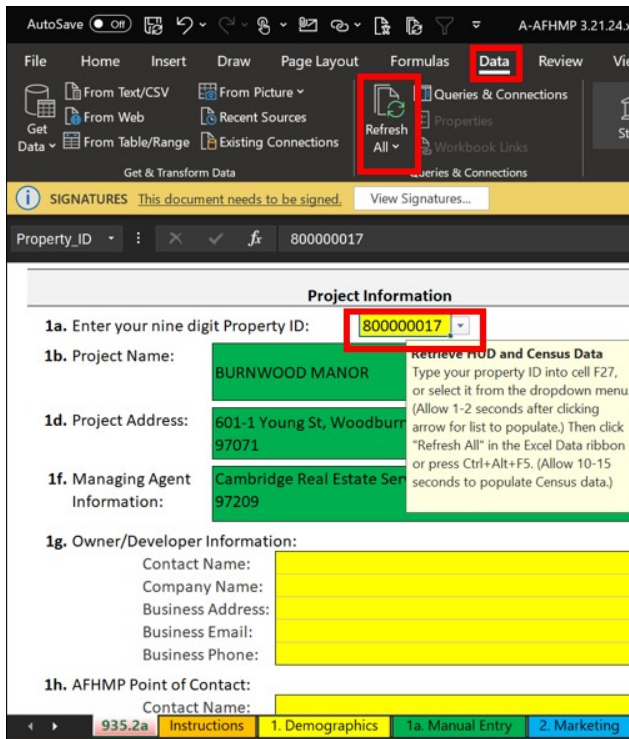 AutoSave Off A-AFHMP 3.21.24.x
File Home Insert Draw Page Layout Formulas Data Review Vi
Get Data
From Text/CSV
From Web
From Table/Range
From Picture
Recent Sources
Existing Connections
Get & Transform Data
Refresh All
Queries & Connections
Properties
Workbook Links
Queries & Connections
St
SIGNATURES This document needs to be signed. View Signatures...
Property_ID fx 800000017
Project Information
1a. Enter your nine digit Property ID: 800000017
1b. Project Name: BURNWOOD MANOR
Retrieve HUD and Census Data
Type your property ID into cell F27,
or select it from the dropdown menu
(Allow 1-2 seconds after clicking
arrow for list to populate.) Then click
"Refresh All" in the Excel Data ribbon
or press Ctrl+Alt+F5. (Allow 10-15
seconds to populate Census data.)
1d. Project Address: 601-1 Young St, Woodburn
97071
1f. Managing Agent Cambridge Real Estate Ser
Information: 97209
1g. Owner/Developer Information:
Contact Name:
Company Name:
Business Address:
Business Email:
Business Phone:
1h. AFHMP Point of Contact:
Contact Name:
935.2a Instructions 1. Demographics 1a. Manual Entry 2. Marketing